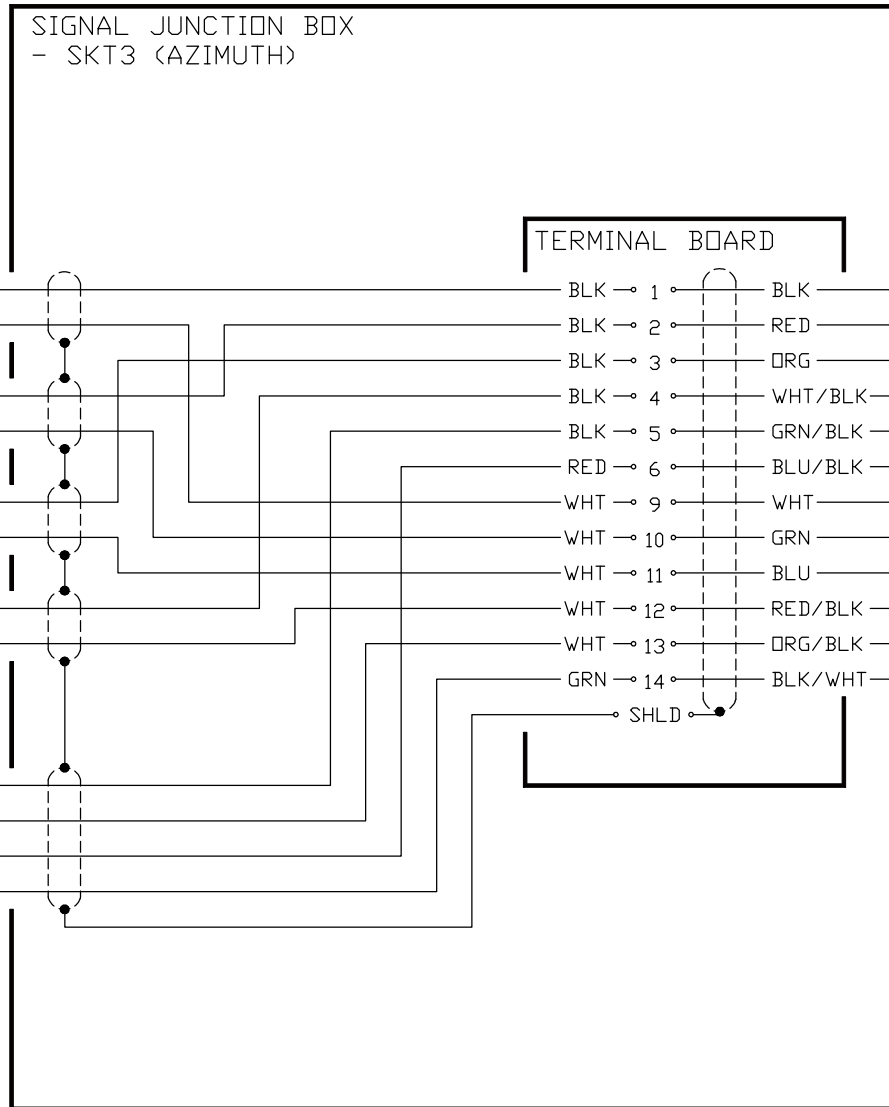 SIGNAL JUNCTION BOX
- SKT3 (AZIMUTH)
TERMINAL BOARD
BLK 1 BLK
BLK 2 RED
BLK 3 ORG
BLK 4 WHT/BLK
BLK 5 GRN/BLK
RED 6 BLU/BLK
WHT 9 WHT
WHT 10 GRN
WHT 11 BLU
WHT 12 RED/BLK
WHT 13 ORG/BLK
GRN 14 BLK/WHT
SHLD